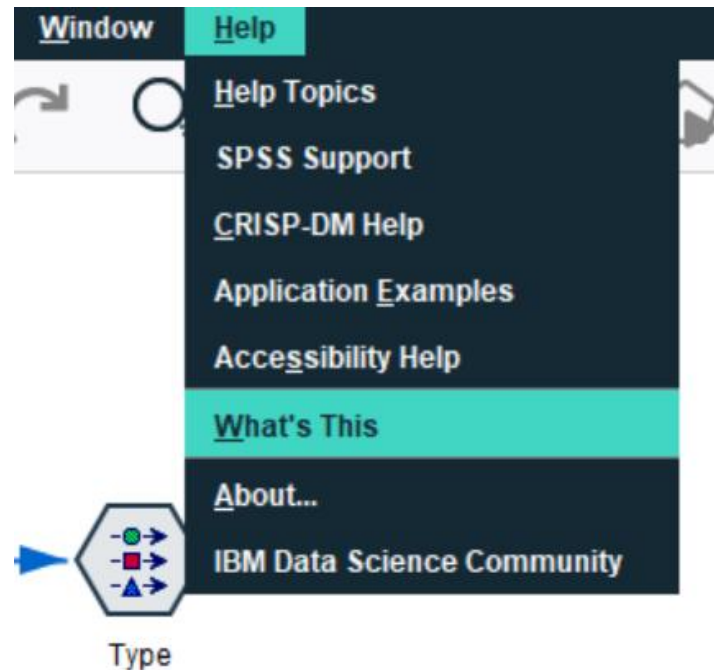 Window Help
Help Topics
SPSS Support
CRISP-DM Help
Application Examples
Accessibility Help
What's This
About...
IBM Data Science Community
Type